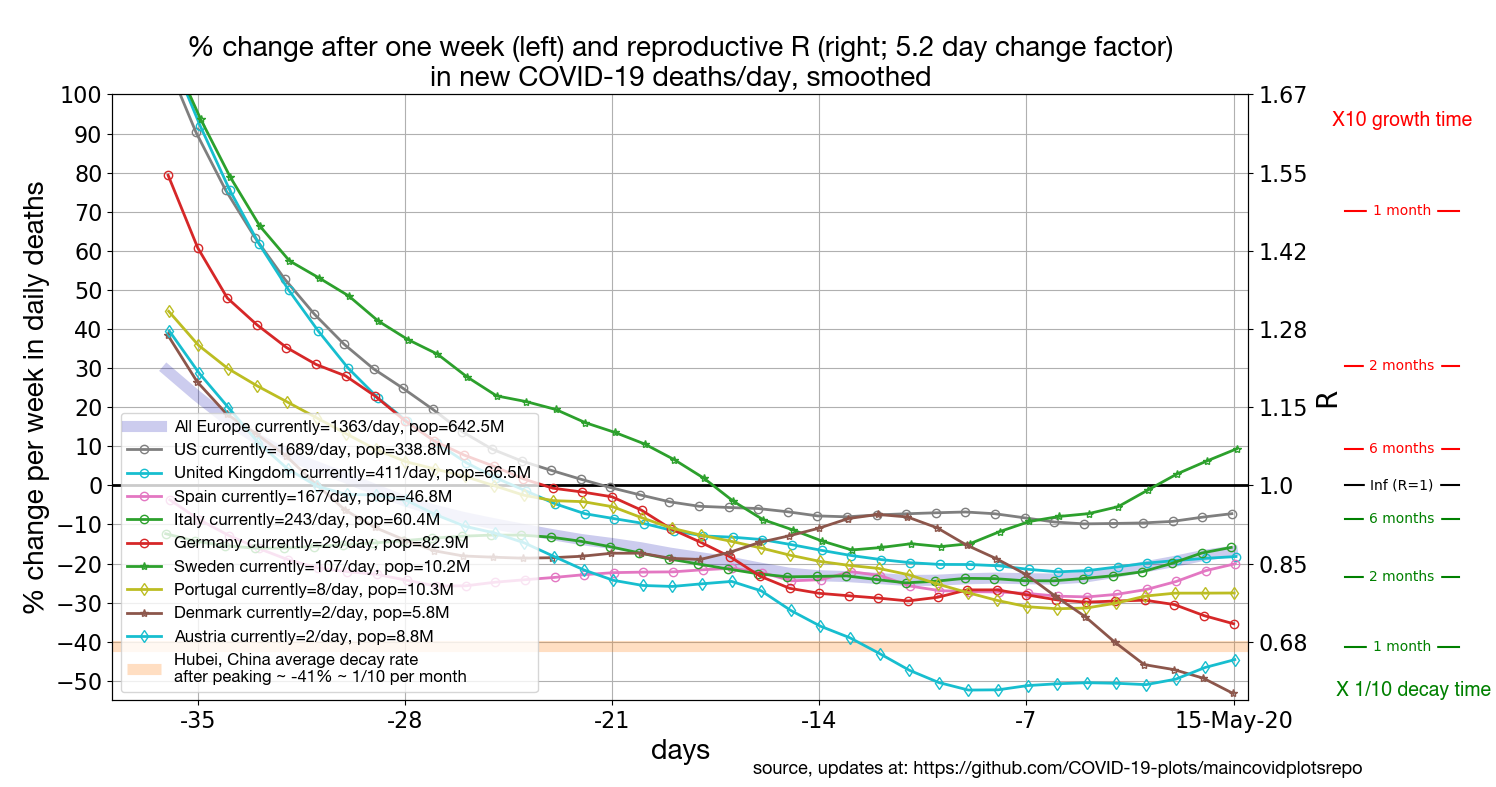 % change after one week (left) and reproductive R (right; 5.2 day change factor)
in new COVID-19 deaths/day, smoothed
% change per week in daily deaths
100
90
80
70
60
50
40
30
20
10
0
−10
−20
−30
−40
−50
All Europe currently=1363/day, pop=642.5M
US currently=1689/day, pop=338.8M
United Kingdom currently=411/day, pop=66.5M
Spain currently=167/day, pop=46.8M
Italy currently=243/day, pop=60.4M
Germany currently=29/day, pop=82.9M
Sweden currently=107/day, pop=10.2M
Portugal currently=8/day, pop=10.3M
Denmark currently=2/day, pop=5.8M
Austria currently=2/day, pop=8.8M
Hubei, China average decay rate
after peaking ~ -41% ~ 1/10 per month
1.67
1.55
1.42
1.28
1.15
1.0
0.85
0.68
R
X10 growth time
1 month
2 months
6 months
Inf (R=1)
6 months
2 months
1 month
X 1/10 decay time
-35
-28
-21
-14
-7
15-May-20
days
source, updates at: https://github.com/COVID-19-plots/maincovidplotsrepo